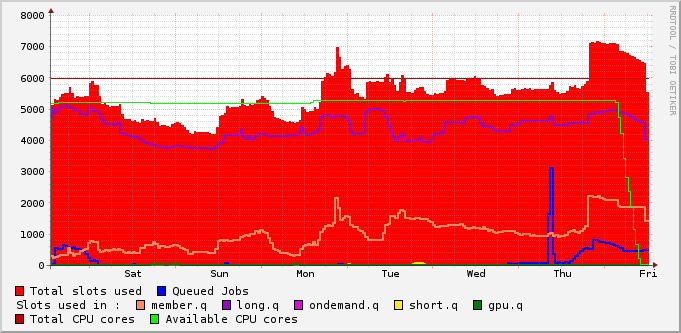 8000
7000
6000
5000
4000
3000
2000
1000
0
Sat Sun Mon Tue Wed Thu Fri
RRDTOOL / TOBI OETIKER
Total slots used Queued Jobs
Slots used in : member.q long.q ondemand.q short.q gpu.q
Total CPU cores Available CPU cores